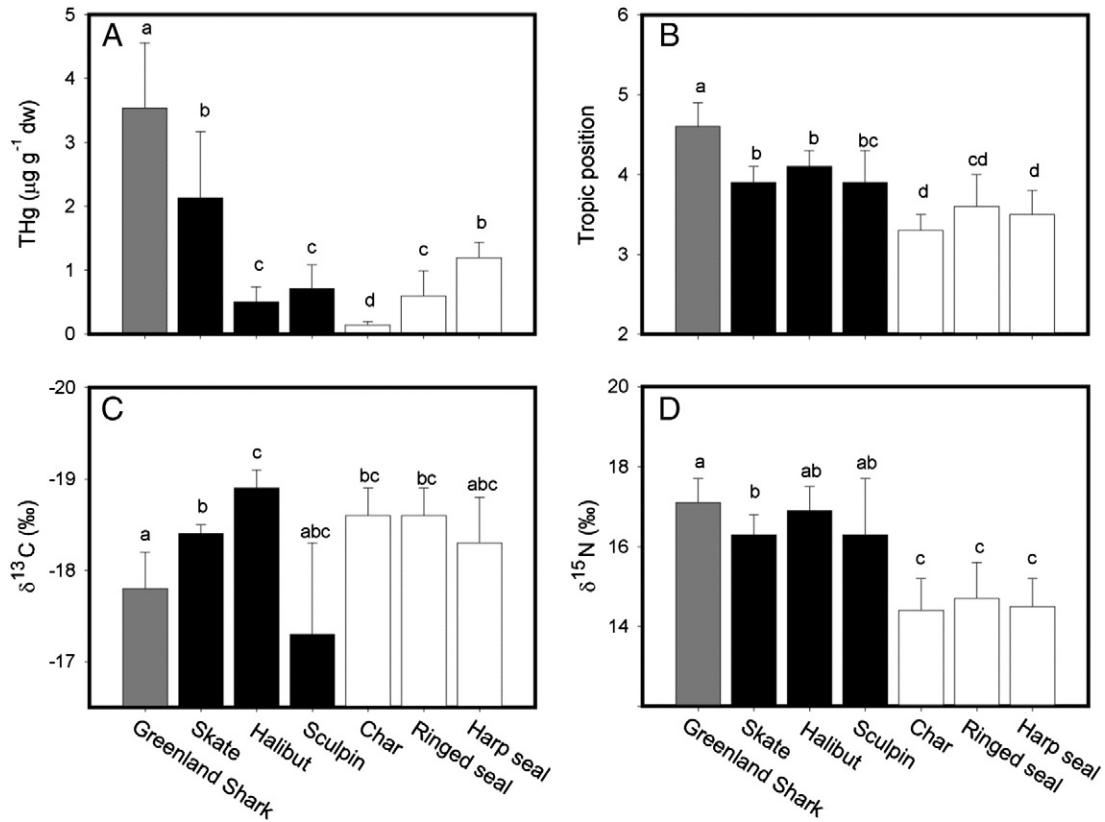 A
THg (µg g⁻¹ dw)
5
4
3
2
1
0
a
b
c
c
d
c
b
B
Tropic position
6
5
4
3
2
a
b
b
bc
d
cd
d
C
δ¹³C (‰)
-20
-19
-18
-17
a
b
c
abc
bc
bc
abc
Greenland Shark
Skate
Halibut
Sculpin
Char
Ringed seal
Harp seal
D
δ¹⁵N (‰)
20
18
16
14
a
b
ab
ab
c
c
c
Greenland Shark
Skate
Halibut
Sculpin
Char
Ringed seal
Harp seal